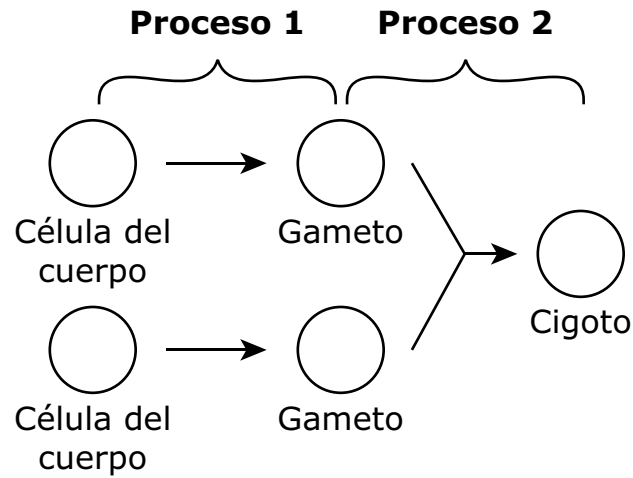 Proceso 1 Proceso 2
Célula del
cuerpo
Gameto
Cigoto
Célula del
cuerpo
Gameto